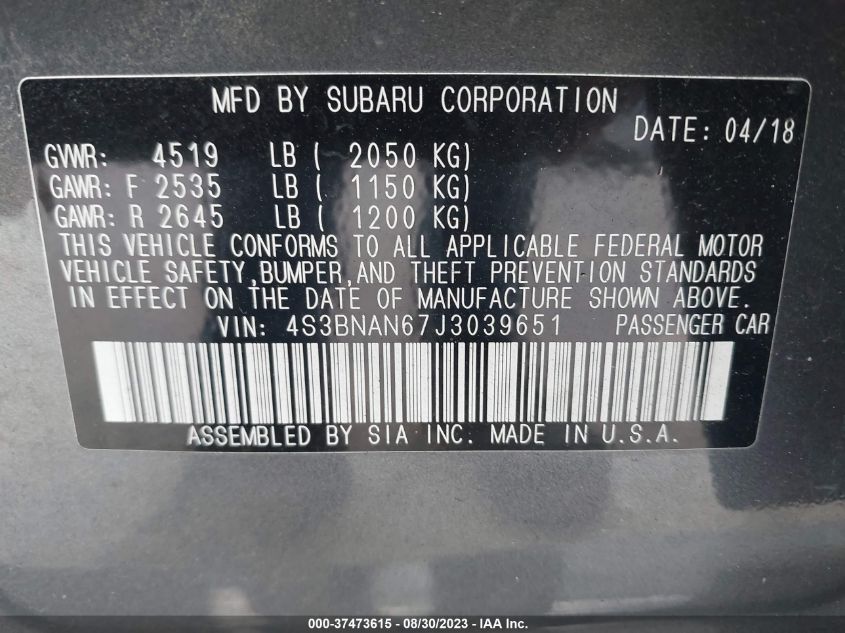 MFD BY SUBARU CORPORATION
DATE: 04/18
GVWR: 4519 LB ( 2050 KG)
GAWR: F 2535 LB ( 1150 KG)
GAWR: R 2645 LB ( 1200 KG)
THIS VEHICLE CONFORMS TO ALL APPLICABLE FEDERAL MOTOR
VEHICLE SAFETY,BUMPER,AND THEFT PREVENTION STANDARDS
IN EFFECT ON THE DATE OF MANUFACTURE SHOWN ABOVE.
VIN: 4S3BNAN67J3039651 PASSENGER CAR
ASSEMBLED BY SIA INC. MADE IN U.S.A.
000-37473615 - 08/30/2023 - IAA Inc.